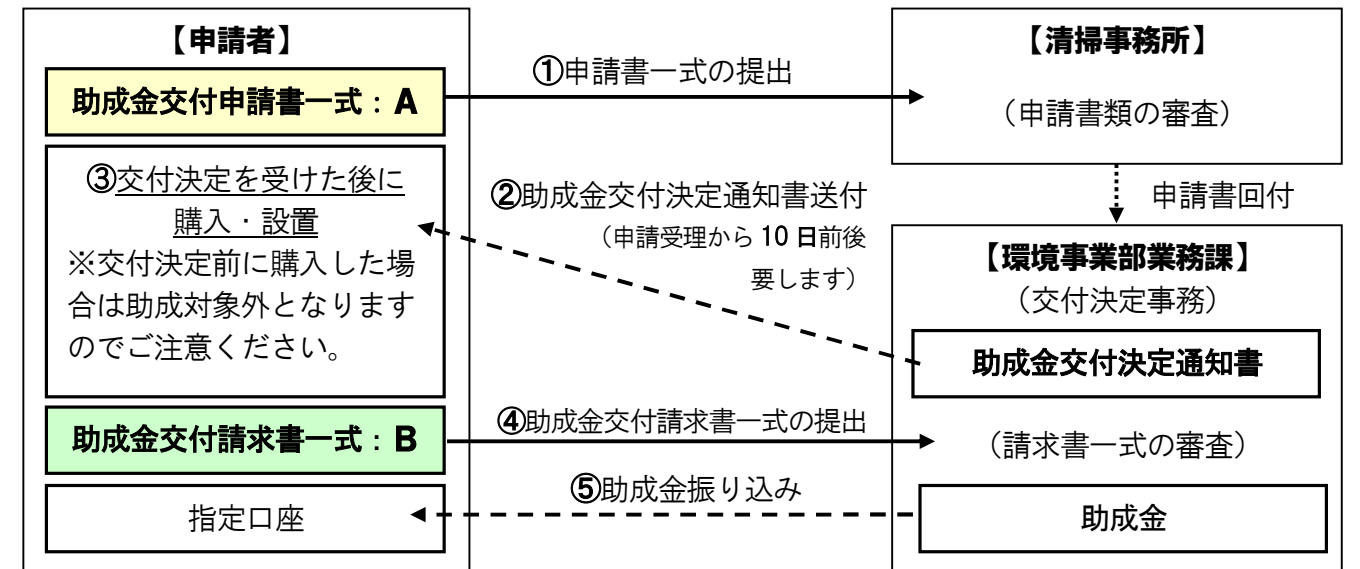 【申請者】
助成金交付申請書一式：A
③交付決定を受けた後に
購入・設置
※交付決定前に購入した場
合は助成対象外となります
のでご注意ください。
助成金交付請求書一式：B
指定口座
①申請書一式の提出
②助成金交付決定通知書送付
（申請受理から 10 日前後
要します）
④助成金交付請求書一式の提出
⑤助成金振り込み
【清掃事務所】
（申請書類の審査）
申請書回付
【環境事業部業務課】
（交付決定事務）
助成金交付決定通知書
（請求書一式の審査）
助成金